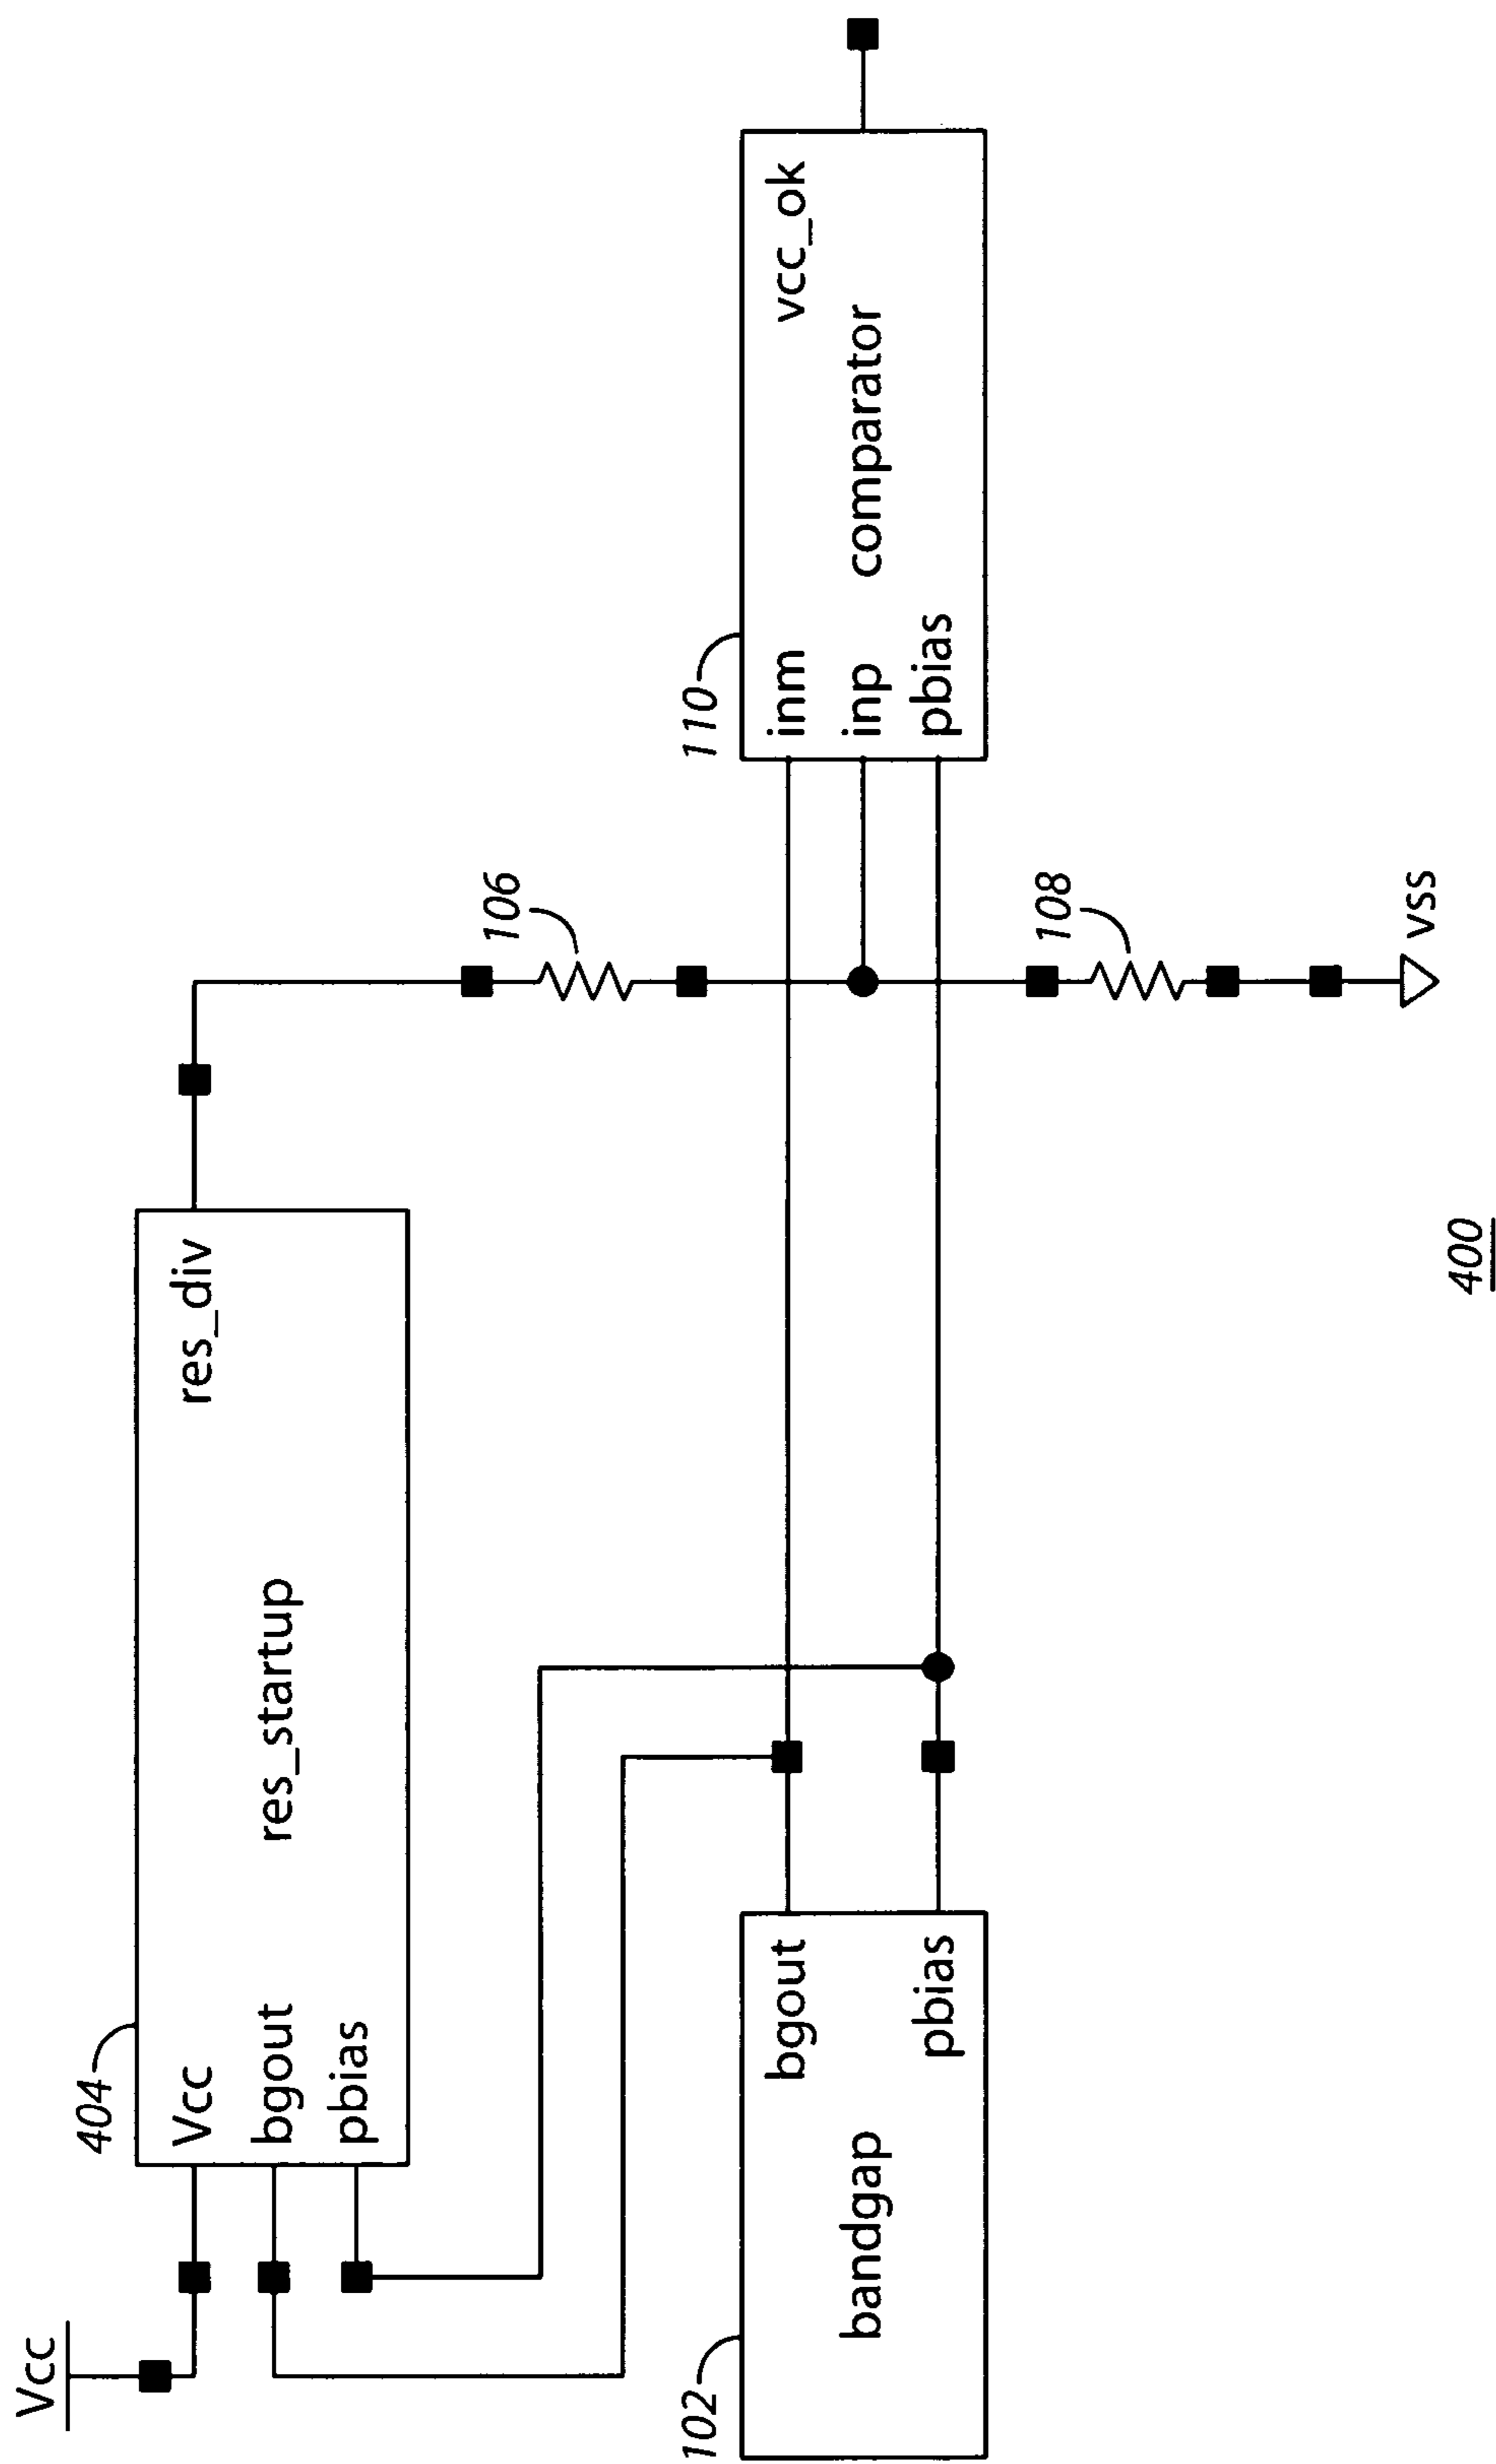 Vcc
404
Vcc
bgout
pbias
res_startup
res_div
106
102
bandgap
bgout
pbias
110
inm
inp
pbias
comparator
vcc_ok
108
vss
400